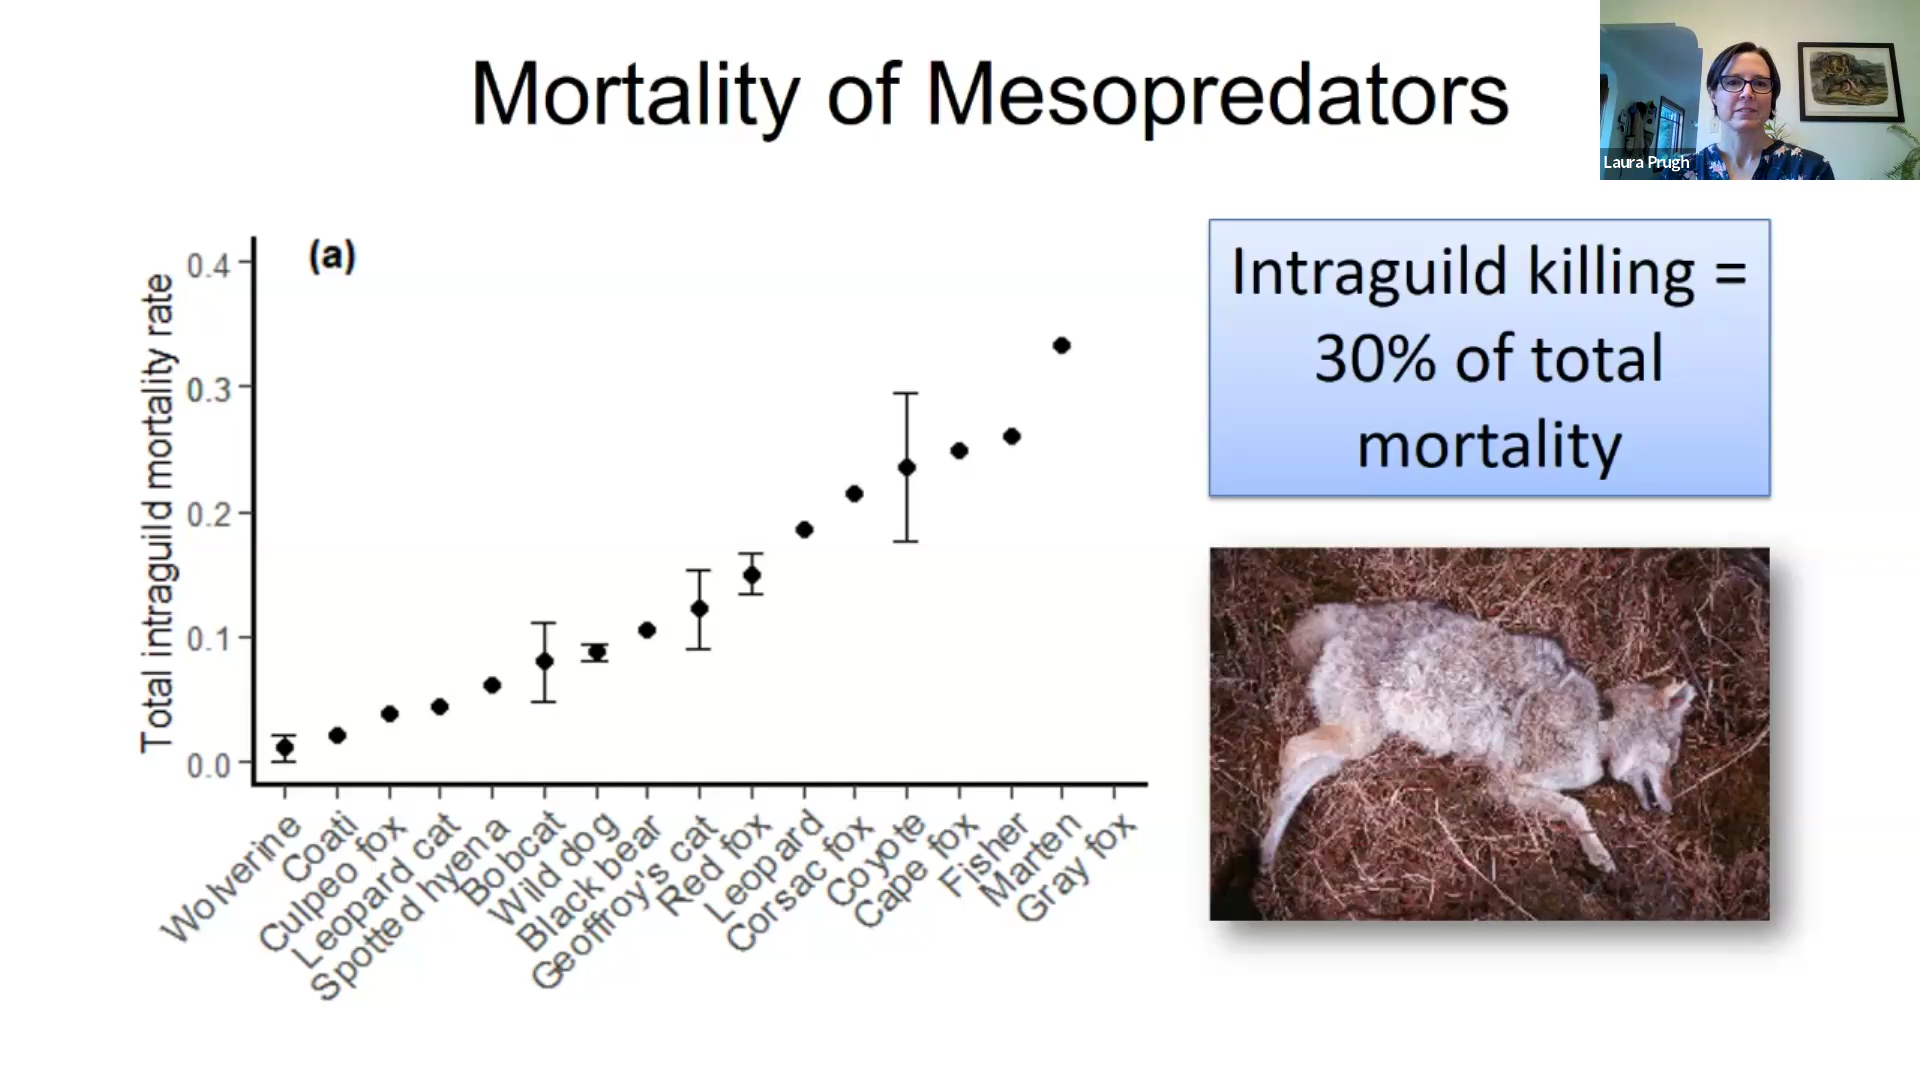 Mortality of Mesopredators
Laura Prugh
(a)
Total intraguild mortality rate
0.4
0.3
0.2
0.1
0.0
Wolverine
Coati
Culpeo fox
Leopard cat
Spotted hyena
Bobcat
Wild dog
Black bear
Geoffroy's cat
Red fox
Leopard
Corsac fox
Coyote
Cape fox
Fisher
Marten
Gray fox
Intraguild killing =
30% of total
mortality